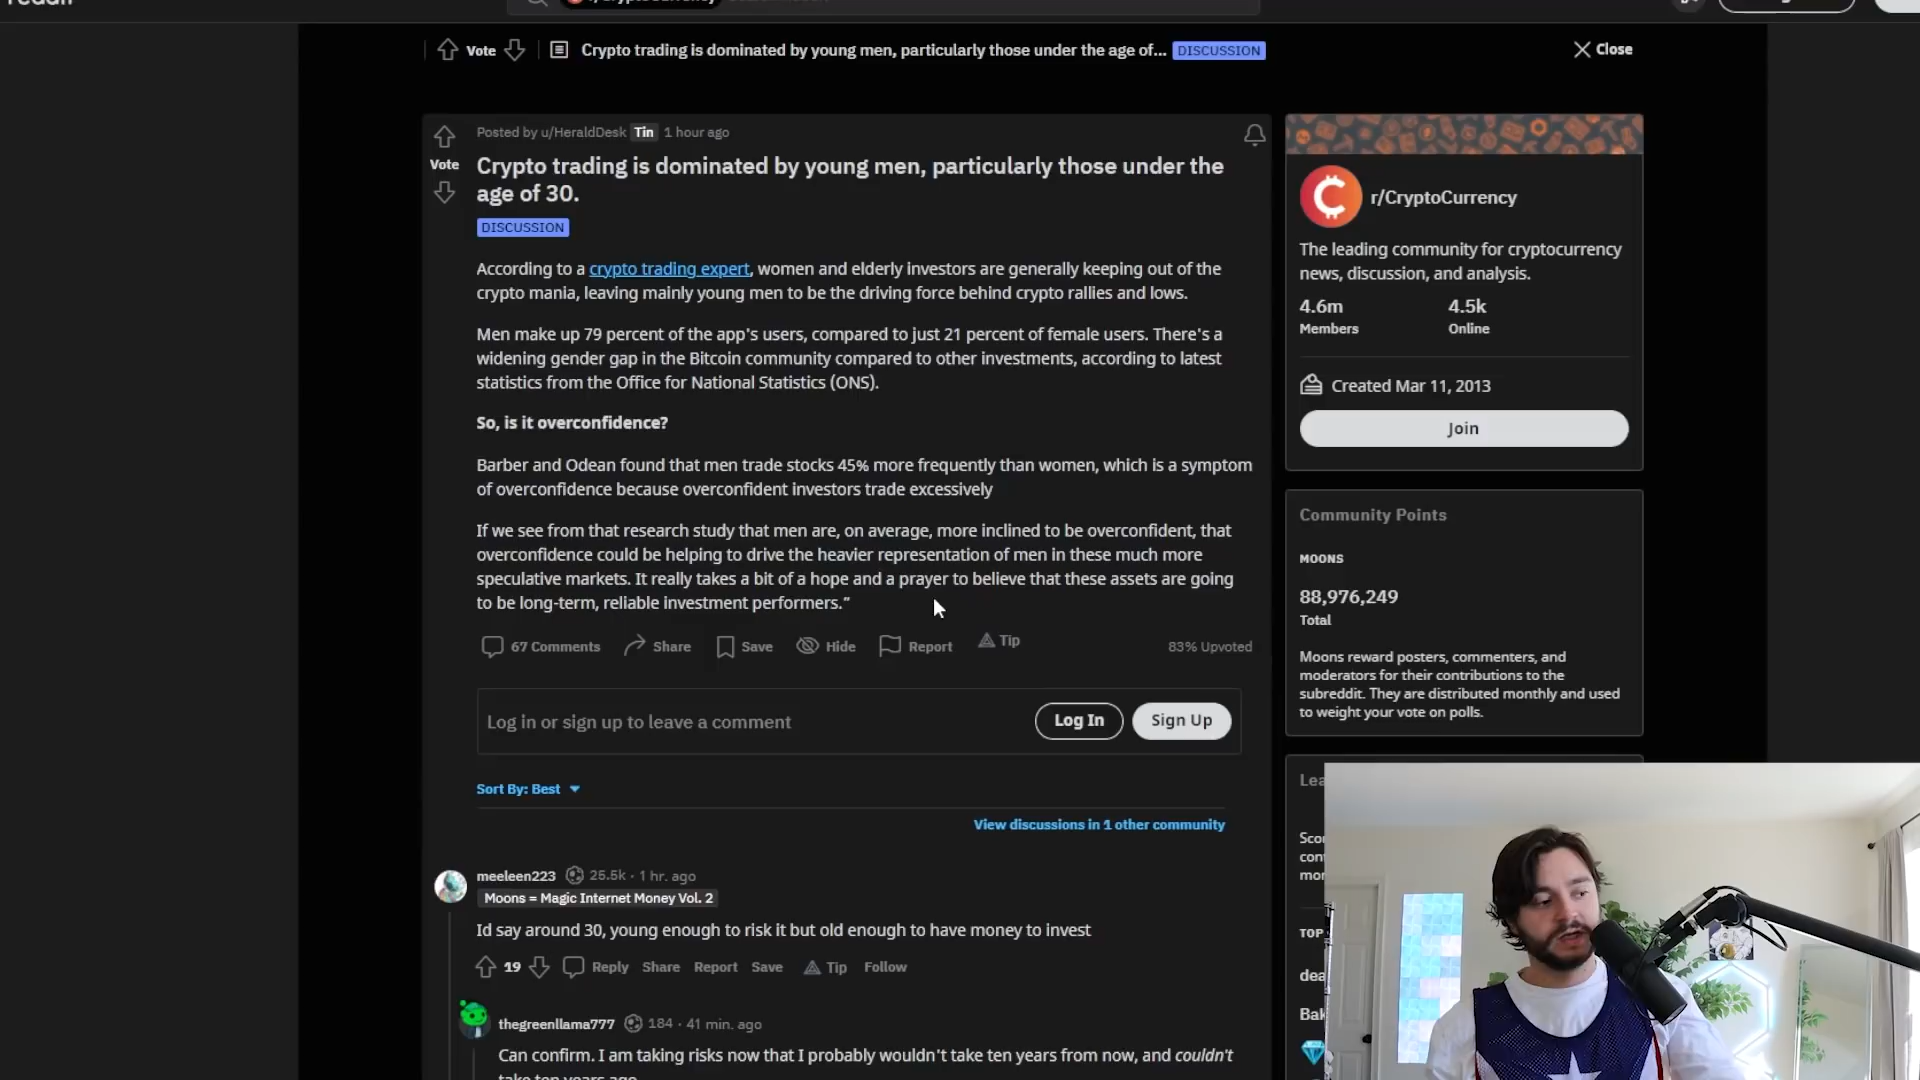 Vote
Crypto trading is dominated by young men, particularly those under the age of... DISCUSSION
Close
Posted by u/HeraldDesk Tin 1 hour ago
Vote
Crypto trading is dominated by young men, particularly those under the
age of 30.
DISCUSSION
According to a crypto trading expert, women and elderly investors are generally keeping out of the
crypto mania, leaving mainly young men to be the driving force behind crypto rallies and lows.
Men make up 79 percent of the app's users, compared to just 21 percent of female users. There's a
widening gender gap in the Bitcoin community compared to other investments, according to latest
statistics from the Office for National Statistics (ONS).
So, is it overconfidence?
Barber and Odean found that men trade stocks 45% more frequently than women, which is a symptom
of overconfidence because overconfident investors trade excessively
If we see from that research study that men are, on average, more inclined to be overconfident, that
overconfidence could be helping to drive the heavier representation of men in these much more
speculative markets. It really takes a bit of a hope and a prayer to believe that these assets are going
to be long-term, reliable investment performers.”
67 Comments Share Save Hide Report Tip 83% Upvoted
Log in or sign up to leave a comment Log In Sign Up
Sort By: Best
View discussions in 1 other community
meeleen223 25.5k · 1 hr. ago
Moons = Magic Internet Money Vol. 2
Id say around 30, young enough to risk it but old enough to have money to invest
19 Reply Share Report Save Tip Follow
thegreenllama777 184 · 41 min. ago
Can confirm. I am taking risks now that I probably wouldn't take ten years from now, and couldn't
take ten years ago
r/CryptoCurrency
The leading community for cryptocurrency
news, discussion, and analysis.
4.6m 4.5k
Members Online
Created Mar 11, 2013
Join
Community Points
MOONS
88,976,249
Total
Moons reward posters, commenters, and
moderators for their contributions to the
subreddit. They are distributed monthly and used
to weight your vote on polls.
Lea
Scor
cont
mor
TOP
dea
Bak